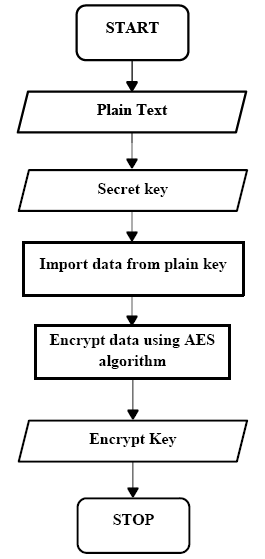 START
Plain Text
Secret key
Import data from plain key
Encrypt data using AES
algorithm
Encrypt Key
STOP